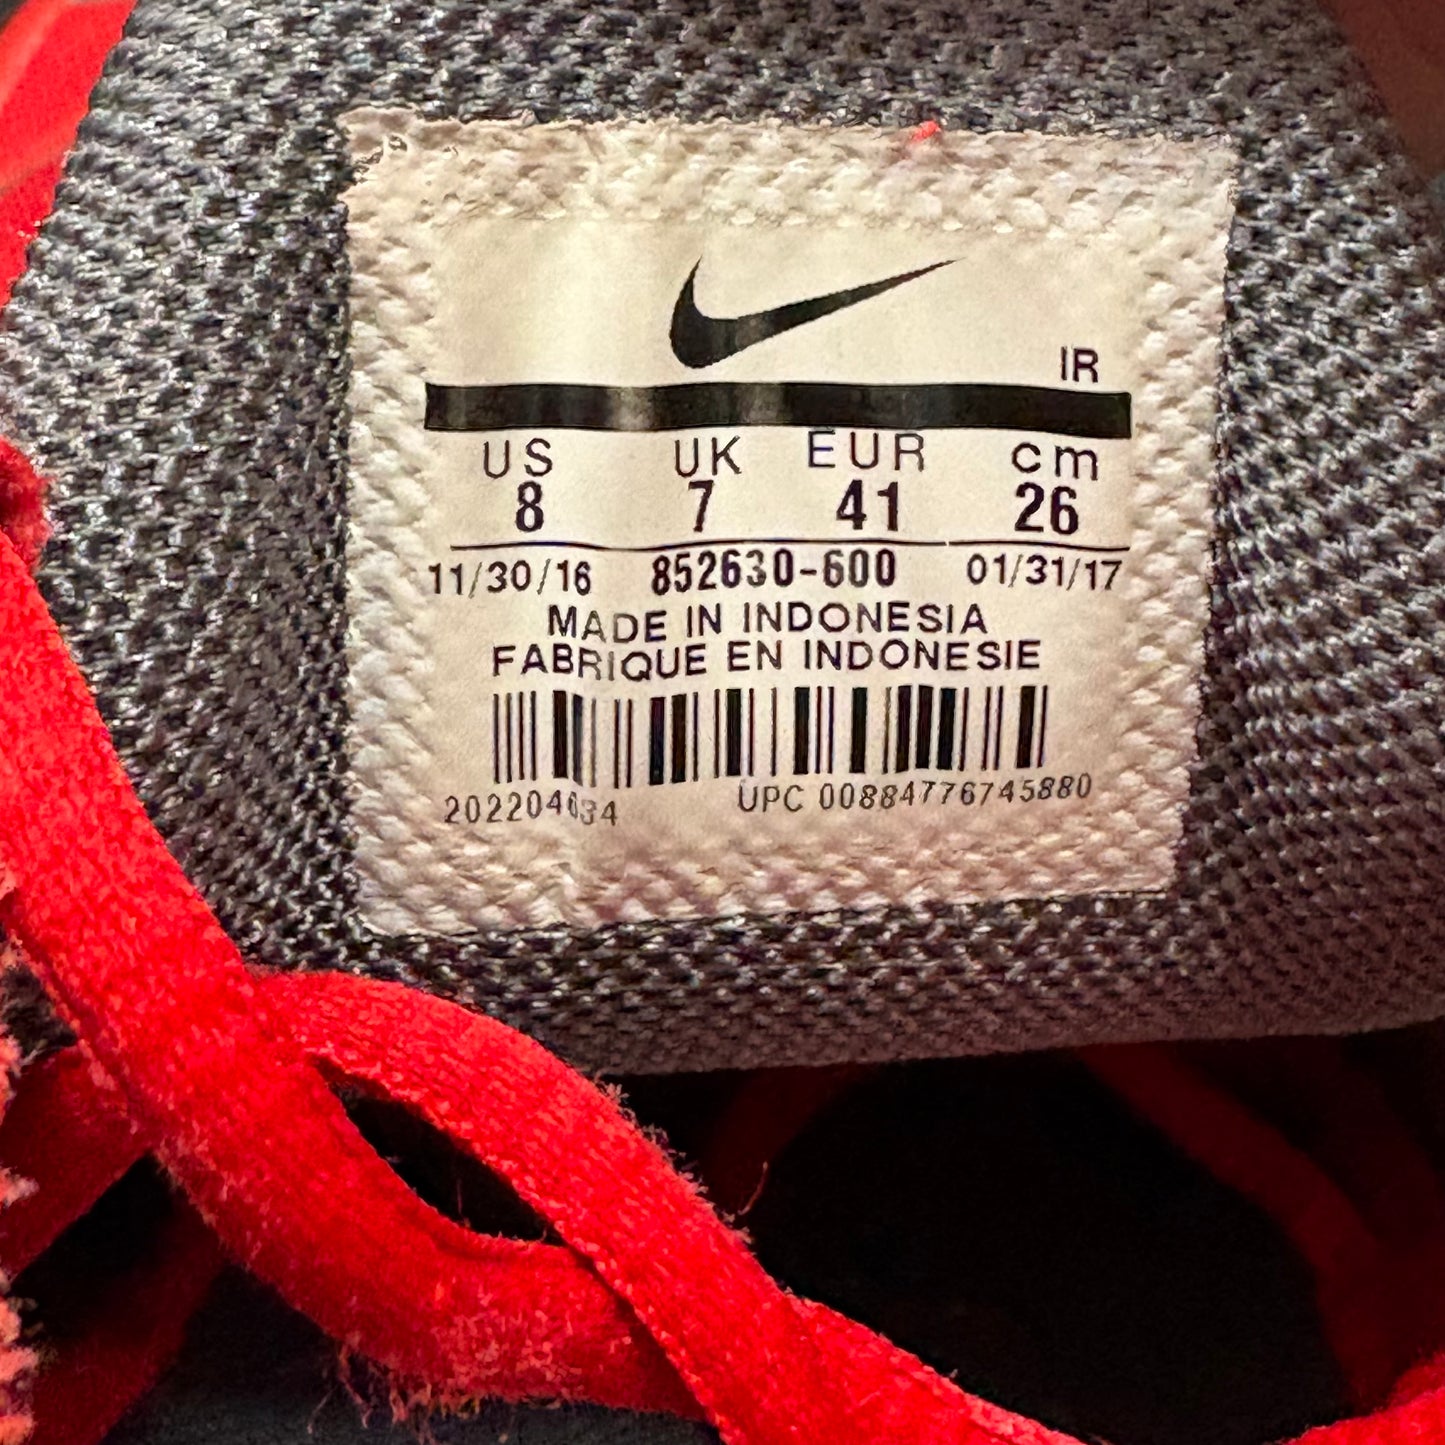 IR
US UK EUR cm
8 7 41 26
11/30/16 852630-600 01/31/17
MADE IN INDONESIA
FABRIQUE EN INDONESIE
UPC 00884776745880